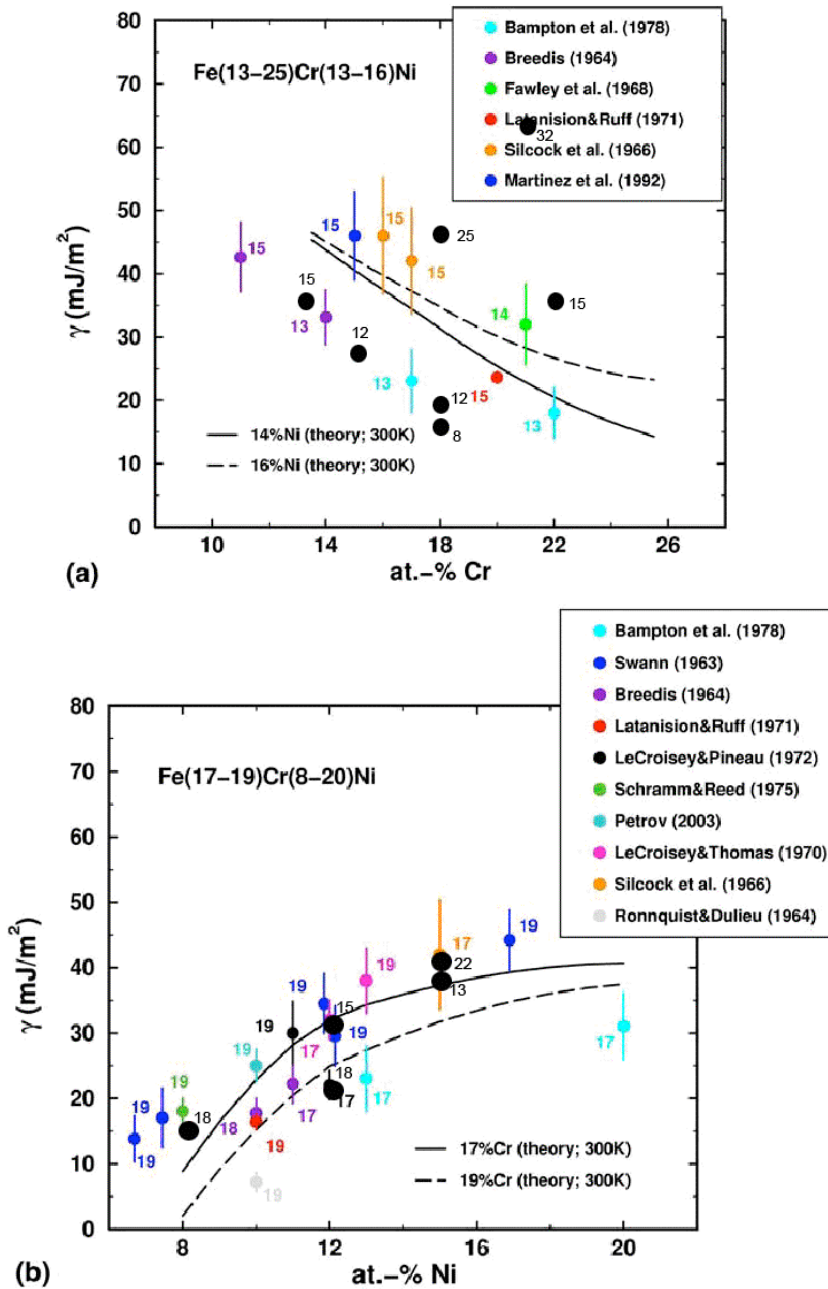 80
70
60
50
40
30
20
10
0
γ (mJ/m²)
Fe(13−25)Cr(13−16)Ni
Bampton et al. (1978)
Breedis (1964)
Fawley et al. (1968)
Latanision&Ruff (1971)
Silcock et al. (1966)
Martinez et al. (1992)
32
15
15
15
25
15
15
14
15
13
12
13
12
15
13
8
14%Ni (theory; 300K)
16%Ni (theory; 300K)
10
14
18
22
26
at.−% Cr
(a)
Bampton et al. (1978)
Swann (1963)
Breedis (1964)
Latanision&Ruff (1971)
LeCroisey&Pineau (1972)
Schramm&Reed (1975)
Petrov (2003)
LeCroisey&Thomas (1970)
Silcock et al. (1966)
Ronnquist&Dulieu (1964)
80
70
60
50
40
30
20
10
0
γ (mJ/m²)
Fe(17−19)Cr(8−20)Ni
19
17
19
19
22
13
15
19
19
17
19
18
17
17
17
19
19
18
18
17
19
19
19
17%Cr (theory; 300K)
19%Cr (theory; 300K)
8
12
16
20
at.−% Ni
(b)